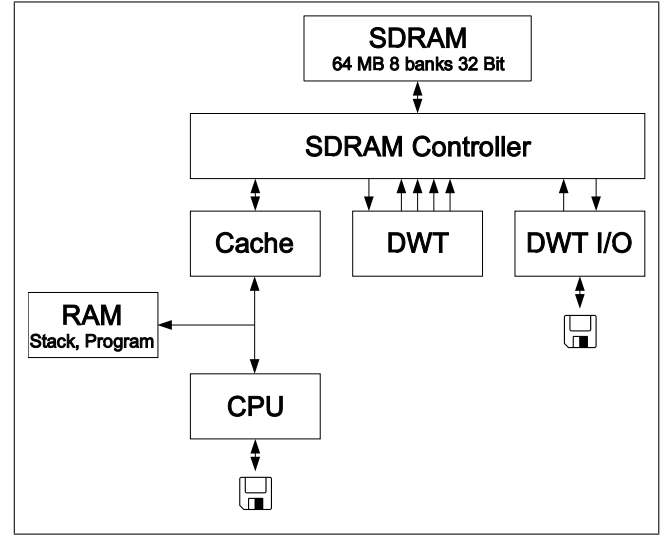 SDRAM
64 MB 8 banks 32 Bit
SDRAM Controller
Cache
DWT
DWT I/O
RAM
Stack, Program
CPU